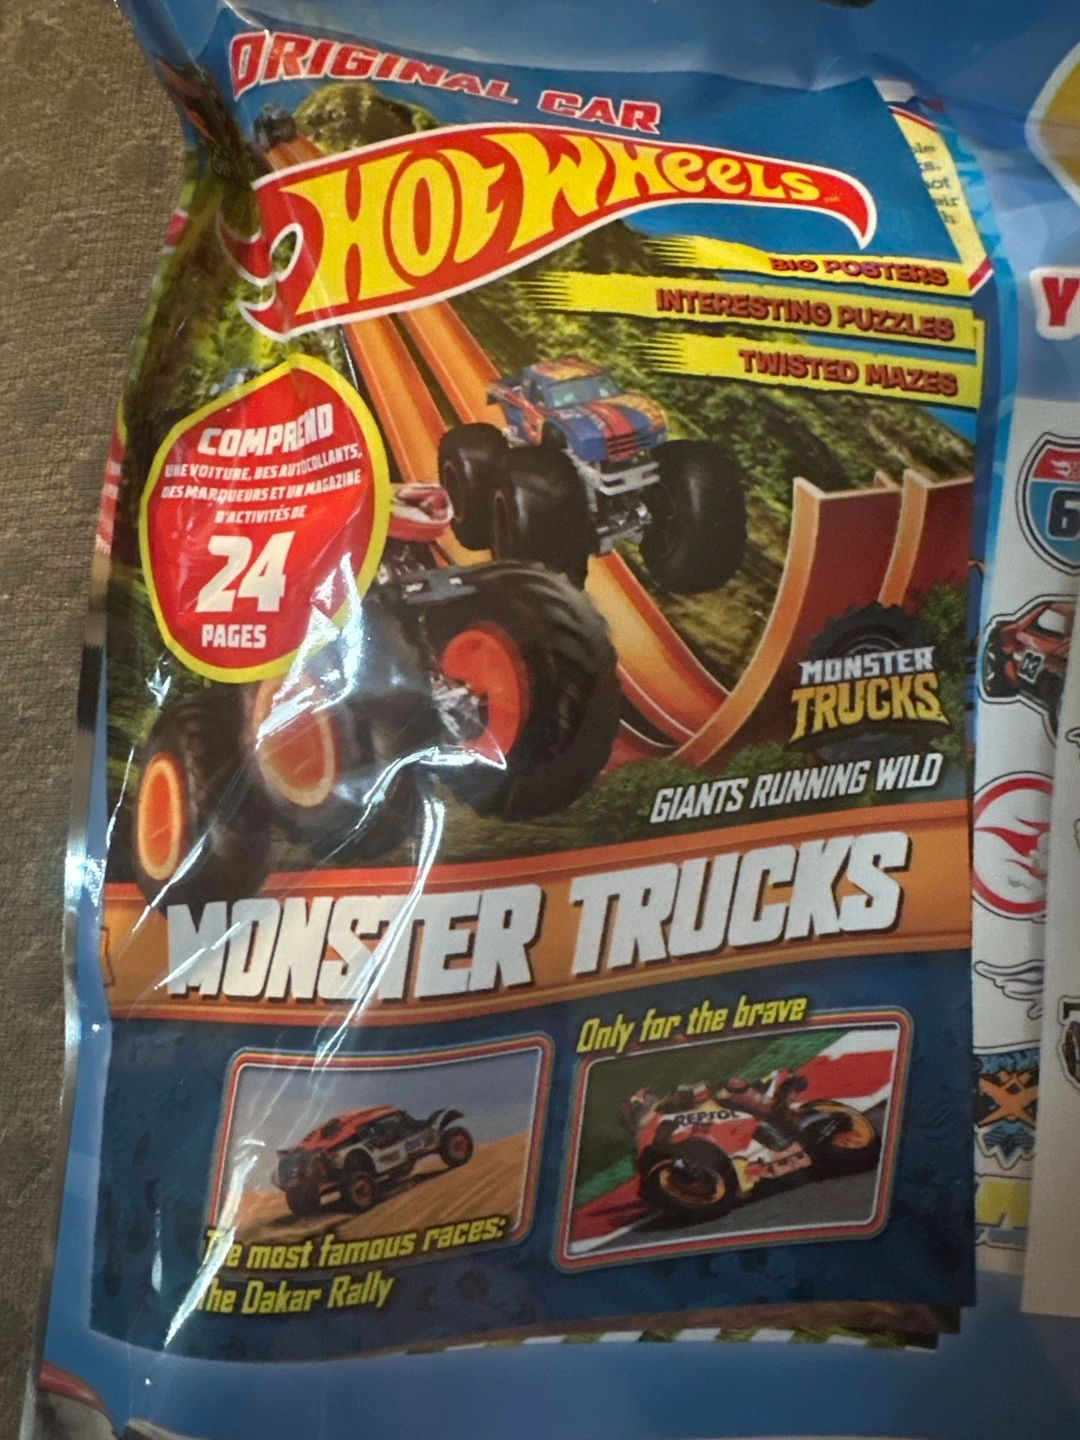 ORIGINAL CAR
HOT WHEELS
BIG POSTERS
INTERESTING PUZZLES
TWISTED MAZES
COMPREND
UNE VOITURE, DES AUTOCOLLANTS,
DES MARQUEURS ET UN MAGAZINE
D'ACTIVITÉS DE
24
PAGES
MONSTER
TRUCKS
GIANTS RUNNING WILD
MONSTER TRUCKS
Only for the brave
REPSOL
The most famous races:
The Dakar Rally
Y
6